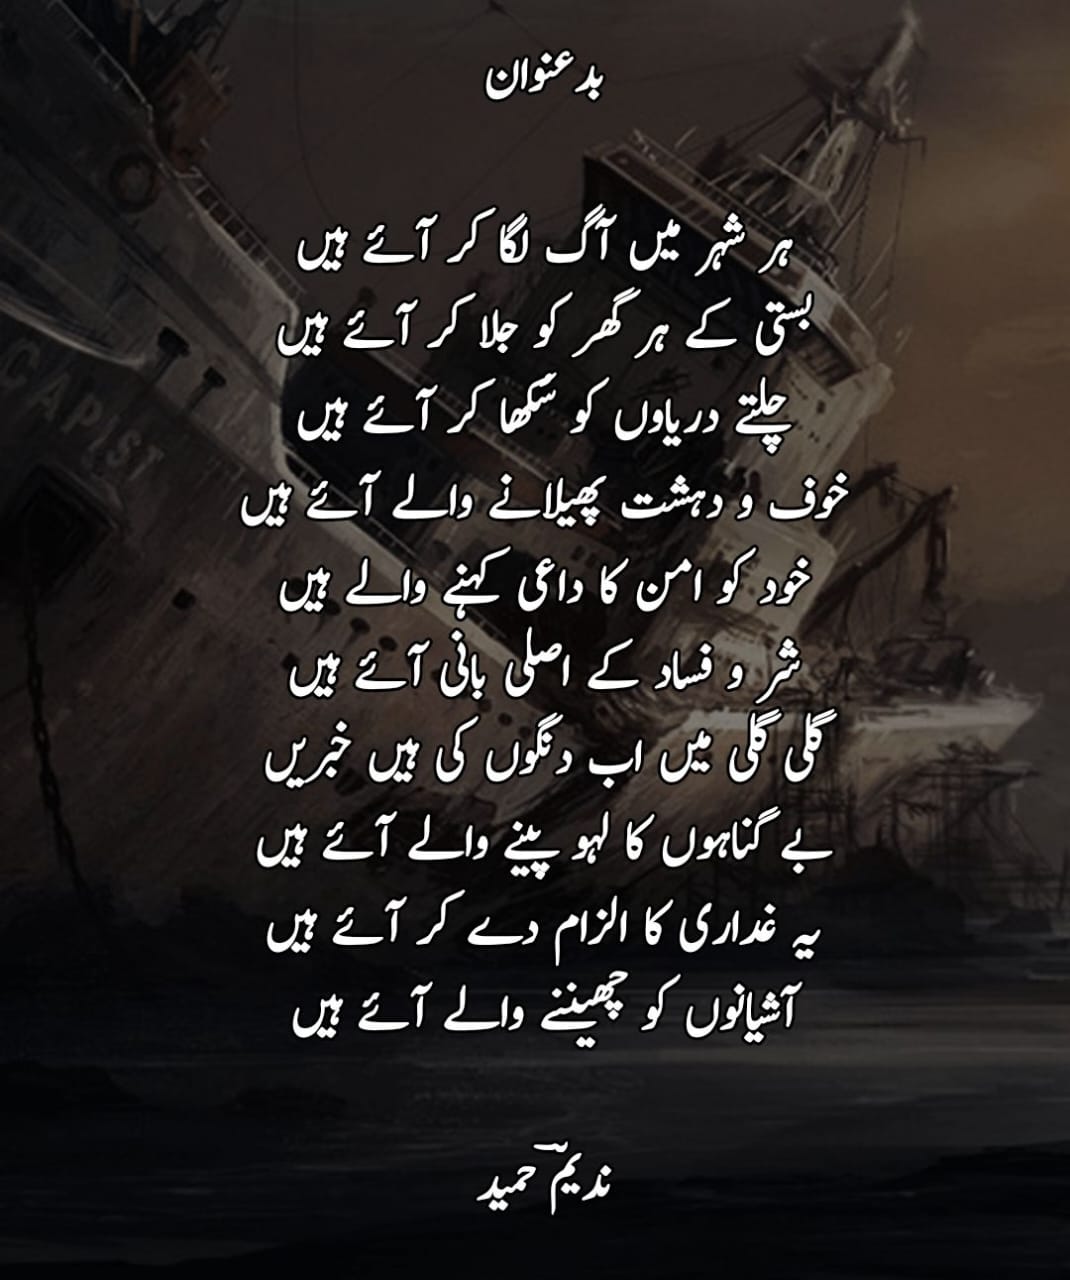 بدعنوان
ہر شہر میں آگ لگا کر آئے ہیں
بستی کے ہر گھر کو جلا کر آئے ہیں
چلتے دریاوں کو سکھا کر آئے ہیں
خوف و دہشت پھیلانے والے آئے ہیں
خود کو امن کا داعی کہنے والے ہیں
شر و فساد کے اصلی بانی آئے ہیں
گلی گلی میں اب دنگوں کی ہیں خبریں
بے گناہوں کا لہو پینے والے آئے ہیں
یہ غداری کا الزام دے کر آئے ہیں
آشیانوں کو چھیننے والے آئے ہیں
ندیمؔ حمید
CAPIST